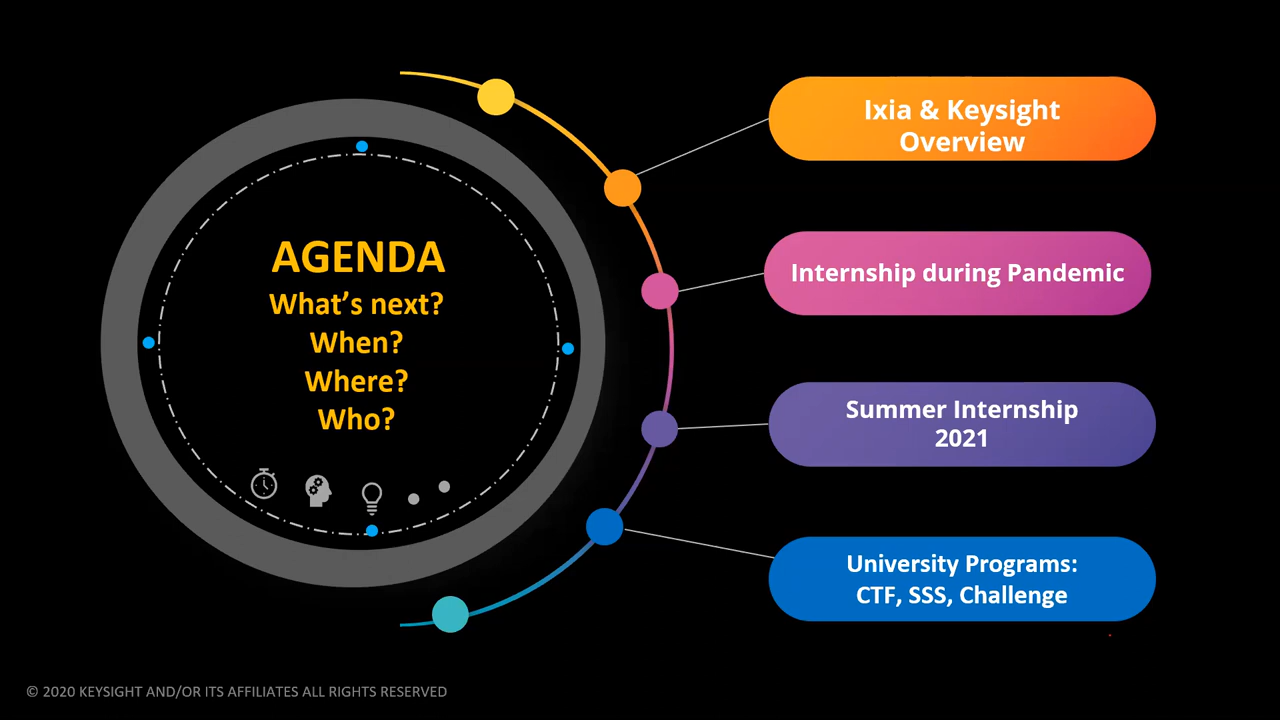 AGENDA
What's next?
When?
Where?
Who?
Ixia & Keysight
Overview
Internship during Pandemic
Summer Internship
2021
University Programs:
CTF, SSS, Challenge
© 2020 KEYSIGHT AND/OR ITS AFFILIATES ALL RIGHTS RESERVED